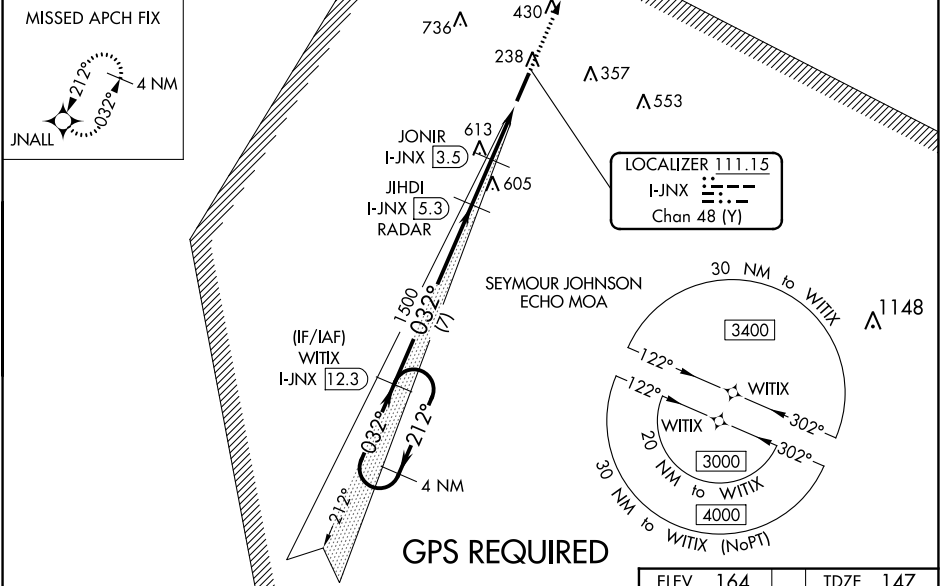 MISSED APCH FIX
212°
032°
4 NM
JNALL
736
430
238
357
553
613
605
JONIR
I-JNX 3.5
JIHDI
I-JNX 5.3
RADAR
LOCALIZER 111.15
I-JNX
Chan 48 (Y)
SEYMOUR JOHNSON
ECHO MOA
1500
032°
(7)
(IF/IAF)
WITIX
I-JNX 12.3
032°
212°
4 NM
212°
30 NM to WITIX
3400
1148
122°
WITIX
302°
122°
WITIX
302°
20 NM to WITIX
3000
30 NM to WITIX (NoPT)
4000
GPS REQUIRED
ELEV 164
TDZE 147